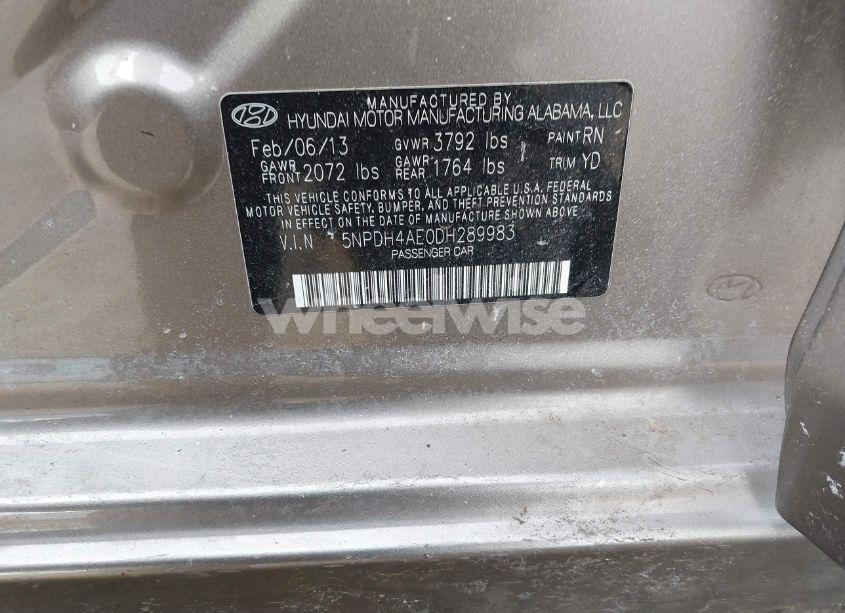 MANUFACTURED BY
HYUNDAI MOTOR MANUFACTURING ALABAMA, LLC
Feb/06/13 GVWR 3792 lbs PAINT RN
GAWR FRONT 2072 lbs GAWR REAR 1764 lbs TRIM YD
THIS VEHICLE CONFORMS TO ALL APPLICABLE U.S.A. FEDERAL
MOTOR VEHICLE SAFETY, BUMPER, AND THEFT PREVENTION STANDARDS
IN EFFECT ON THE DATE OF MANUFACTURE SHOWN ABOVE.
V.I.N 5NPDH4AE0DH289983
PASSENGER CAR
wheelwise